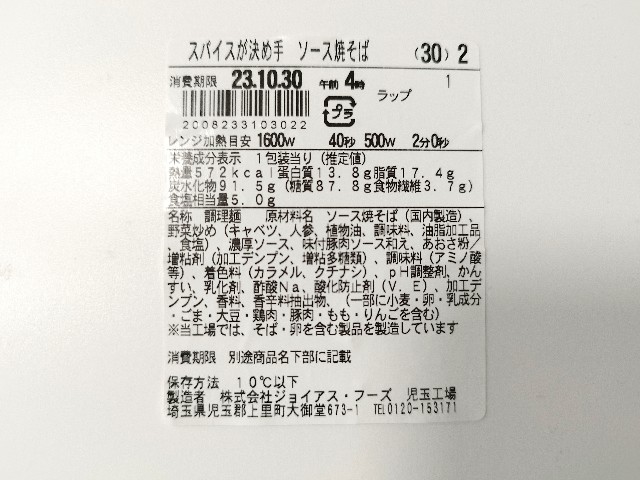 スパイスが決め手 ソース焼そば (30) 2
消費期限 23.10.30 午前 4時 1
プラ ラップ
2008233103022
レンジ加熱目安 1600W 40秒 500W 2分0秒
栄養成分表示 1包装当り(推定値)
熱量572kcal蛋白質13.8g脂質17.4g
炭水化物91.5g(糖質87.8g食物繊維3.7g)
食塩相当量5.0g
名称 調理麺 原材料名 ソース焼そば(国内製造)、
野菜炒め(キャベツ、人参、植物油、調味料、油脂加工品
、食塩)、濃厚ソース、味付豚肉ソース和え、あおさ粉/
増粘剤(加工デンプン、増粘多糖類)、調味料(アミノ酸
等)、着色料(カラメル、クチナシ)、pH調整剤、かん
すい、乳化剤、酢酸Na、酸化防止剤(V.E)、加工デ
ンプン、香料、香辛料抽出物、(一部に小麦・卵・乳成分
・ごま・大豆・鶏肉・豚肉・もも・りんごを含む)
※当工場では、そば・卵を含む製品を製造しています
消費期限 別途商品名下部に記載
保存方法 10℃以下
製造者 株式会社ジョイアス・フーズ 児玉工場
埼玉県児玉郡上里町大御堂673-1 TEL0120-153171